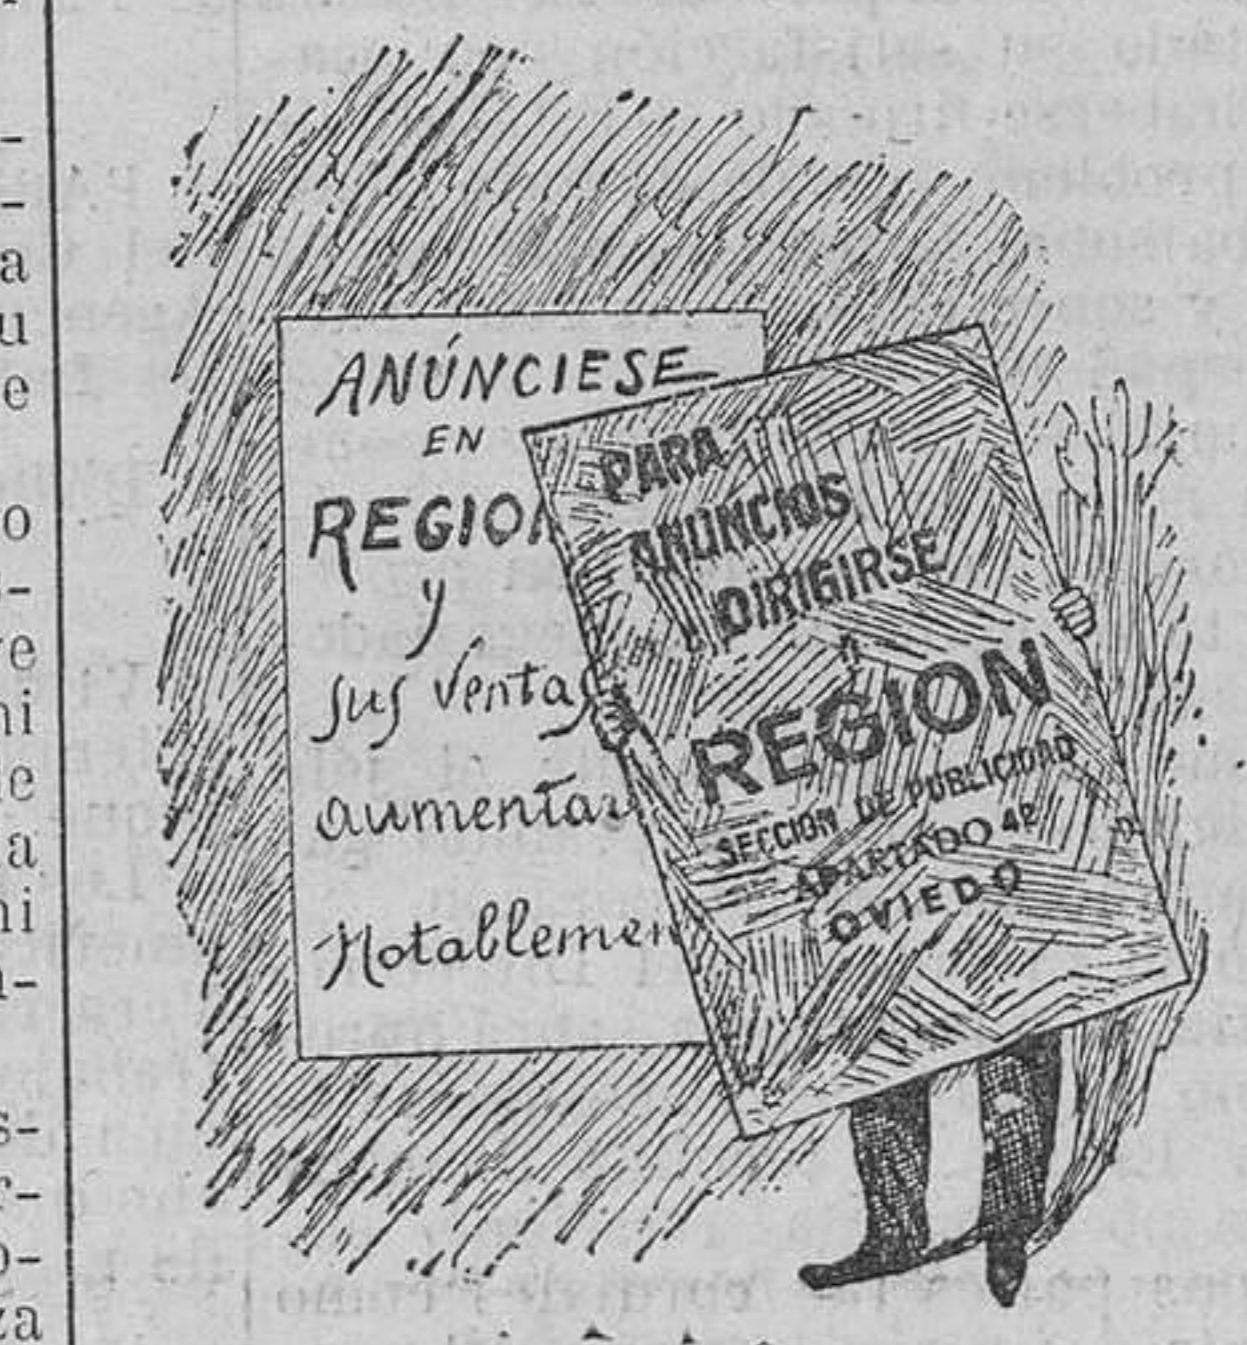 ANÚNCIESE
EN
REGION
y
sus ventas
aumentar
Notablemen
PARA
ANUNCIOS
DIRIGIRSE
A
REGION
SECCION DE PUBLICIDAD
APARTADO 42
OVIEDO